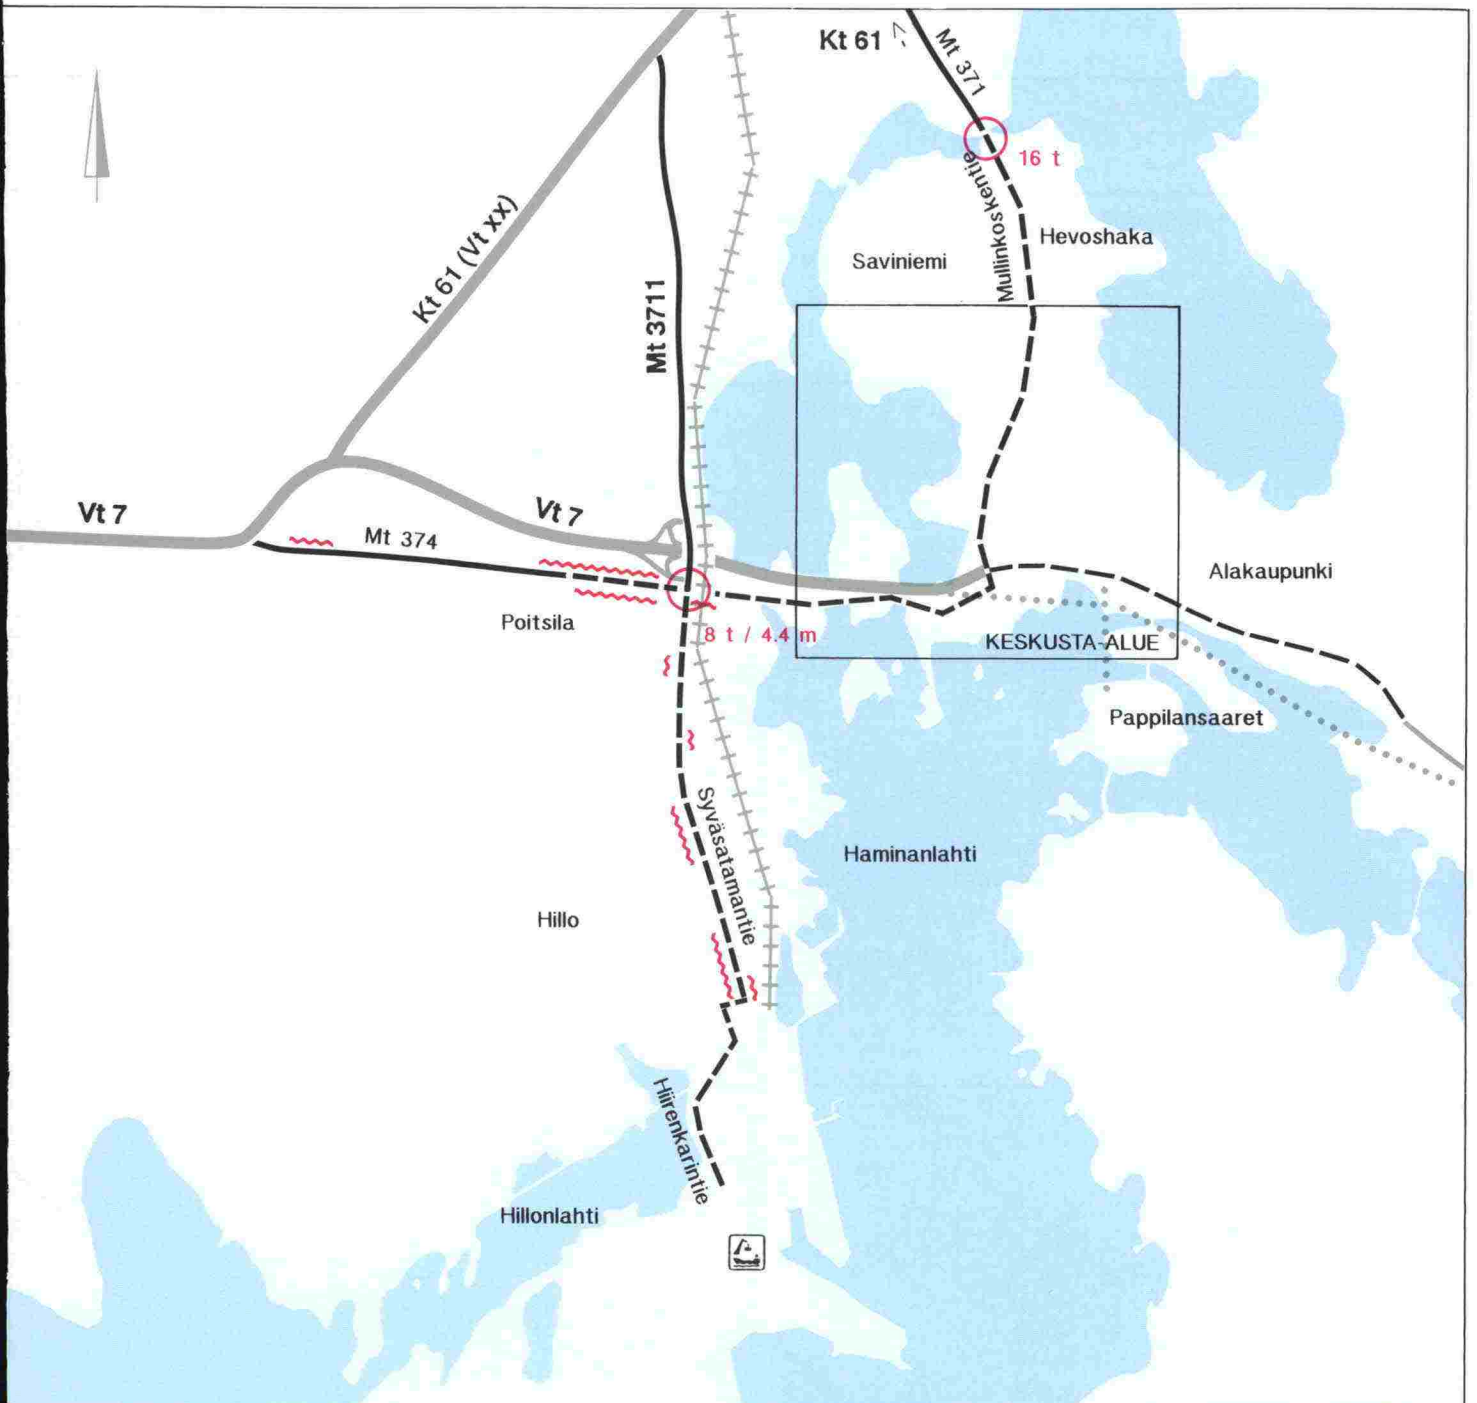 Kt 61
Mt 371
16 t
Mullinkoskentie
Hevoshaka
Kt 61 (Vt xx)
Saviniemi
Mt 3711
Vt 7
Vt 7
Mt 374
Alakaupunki
Poitsila
8 t / 4.4 m
KESKUSTA-ALUE
Pappilansaaret
Syväsatamantie
Haminanlahti
Hillo
Hiirenkarintie
Hillonlahti